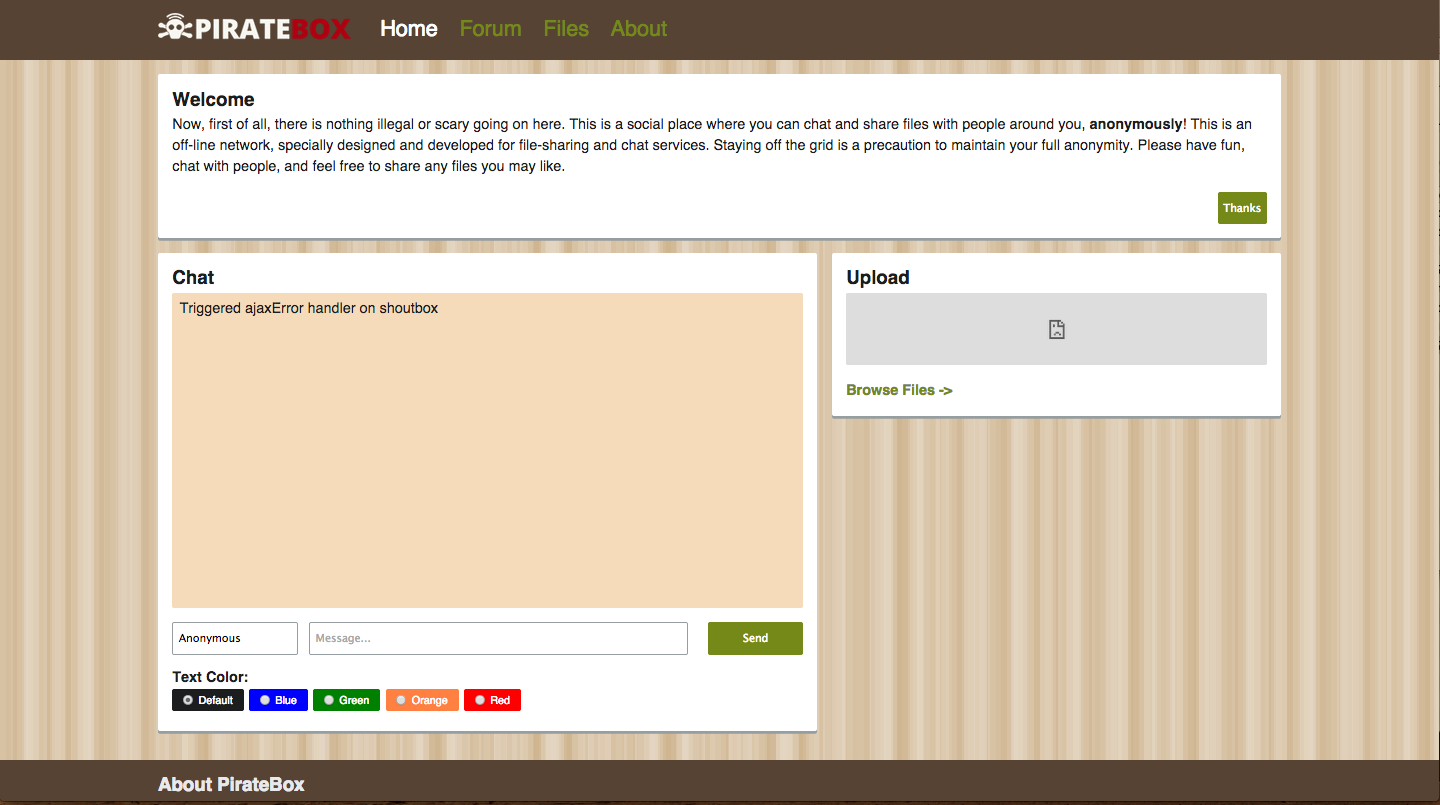 PIRATEBOX Home Forum Files About
Welcome
Now, first of all, there is nothing illegal or scary going on here. This is a social place where you can chat and share files with people around you, anonymously! This is an
off-line network, specially designed and developed for file-sharing and chat services. Staying off the grid is a precaution to maintain your full anonymity. Please have fun,
chat with people, and feel free to share any files you may like.
Thanks
Chat
Triggered ajaxError handler on shoutbox
Anonymous Message... Send
Text Color:
Default Blue Green Orange Red
Upload
Browse Files ->
About PirateBox